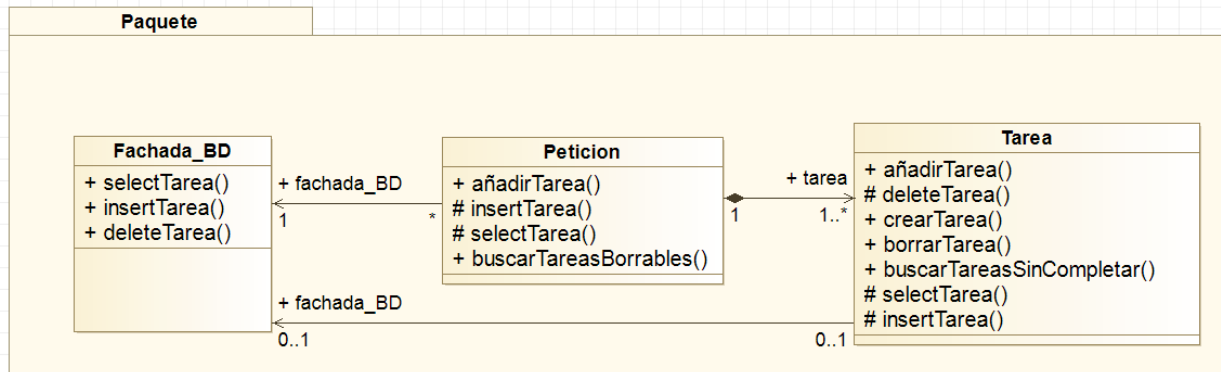 Paquete
Fachada_BD
+ selectTarea()
+ insertTarea()
+ deleteTarea()
+ fachada_BD
1
*
Peticion
+ añadirTarea()
# insertTarea()
# selectTarea()
+ buscarTareasBorrables()
+ tarea
1
1..*
Tarea
+ añadirTarea()
# deleteTarea()
+ crearTarea()
+ borrarTarea()
+ buscarTareasSinCompletar()
# selectTarea()
# insertTarea()
+ fachada_BD
0..1
0..1